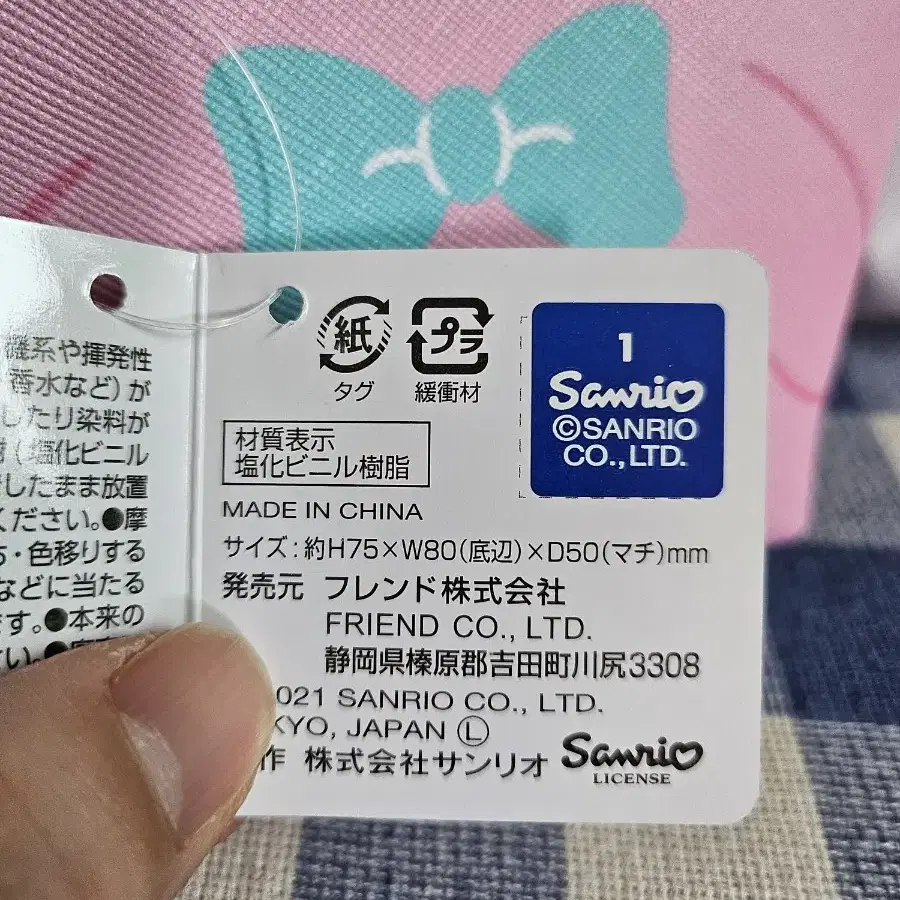 機系や揮発性
香水など)が
したり染料が
塩化ビニル
したまま放置
ください。●摩
・色移りする
などに当たる
す。●本来の
紙
タグ
プラ
緩衝材
1
Sanrio
©SANRIO
CO.,LTD.
材質表示
塩化ビニル樹脂
MADE IN CHINA
サイズ:約H75×W80(底辺)×D50(マチ)mm
発売元 フレンド株式会社
FRIEND CO., LTD.
静岡県榛原郡吉田町川尻3308
021 SANRIO CO., LTD.
KYO, JAPAN Ⓛ
作 株式会社サンリオ
Sanrio
LICENSE